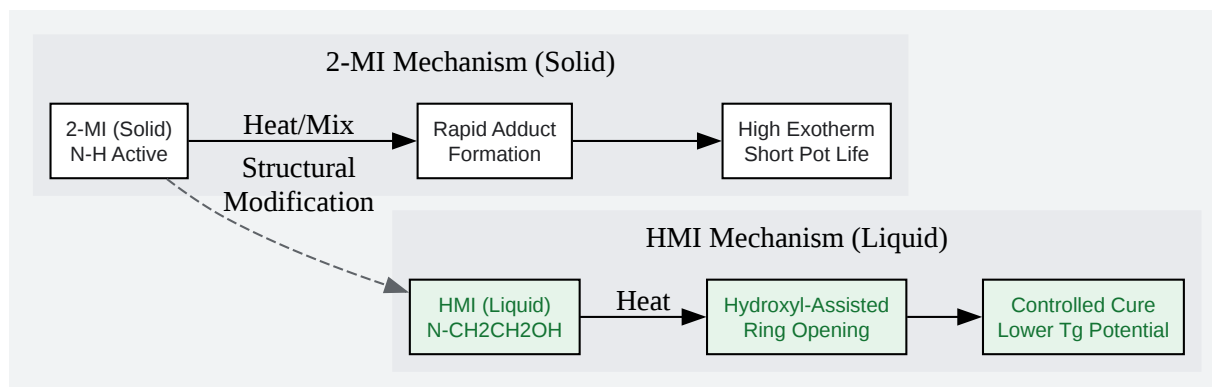 2-MI Mechanism (Solid)
2-MI (Solid)
N-H Active
Heat/Mix
Rapid Adduct
Formation
High Exotherm
Short Pot Life
Structural
Modification
HMI Mechanism (Liquid)
HMI (Liquid)
N-CH2CH2OH
Heat
Hydroxyl-Assisted
Ring Opening
Controlled Cure
Lower Tg Potential